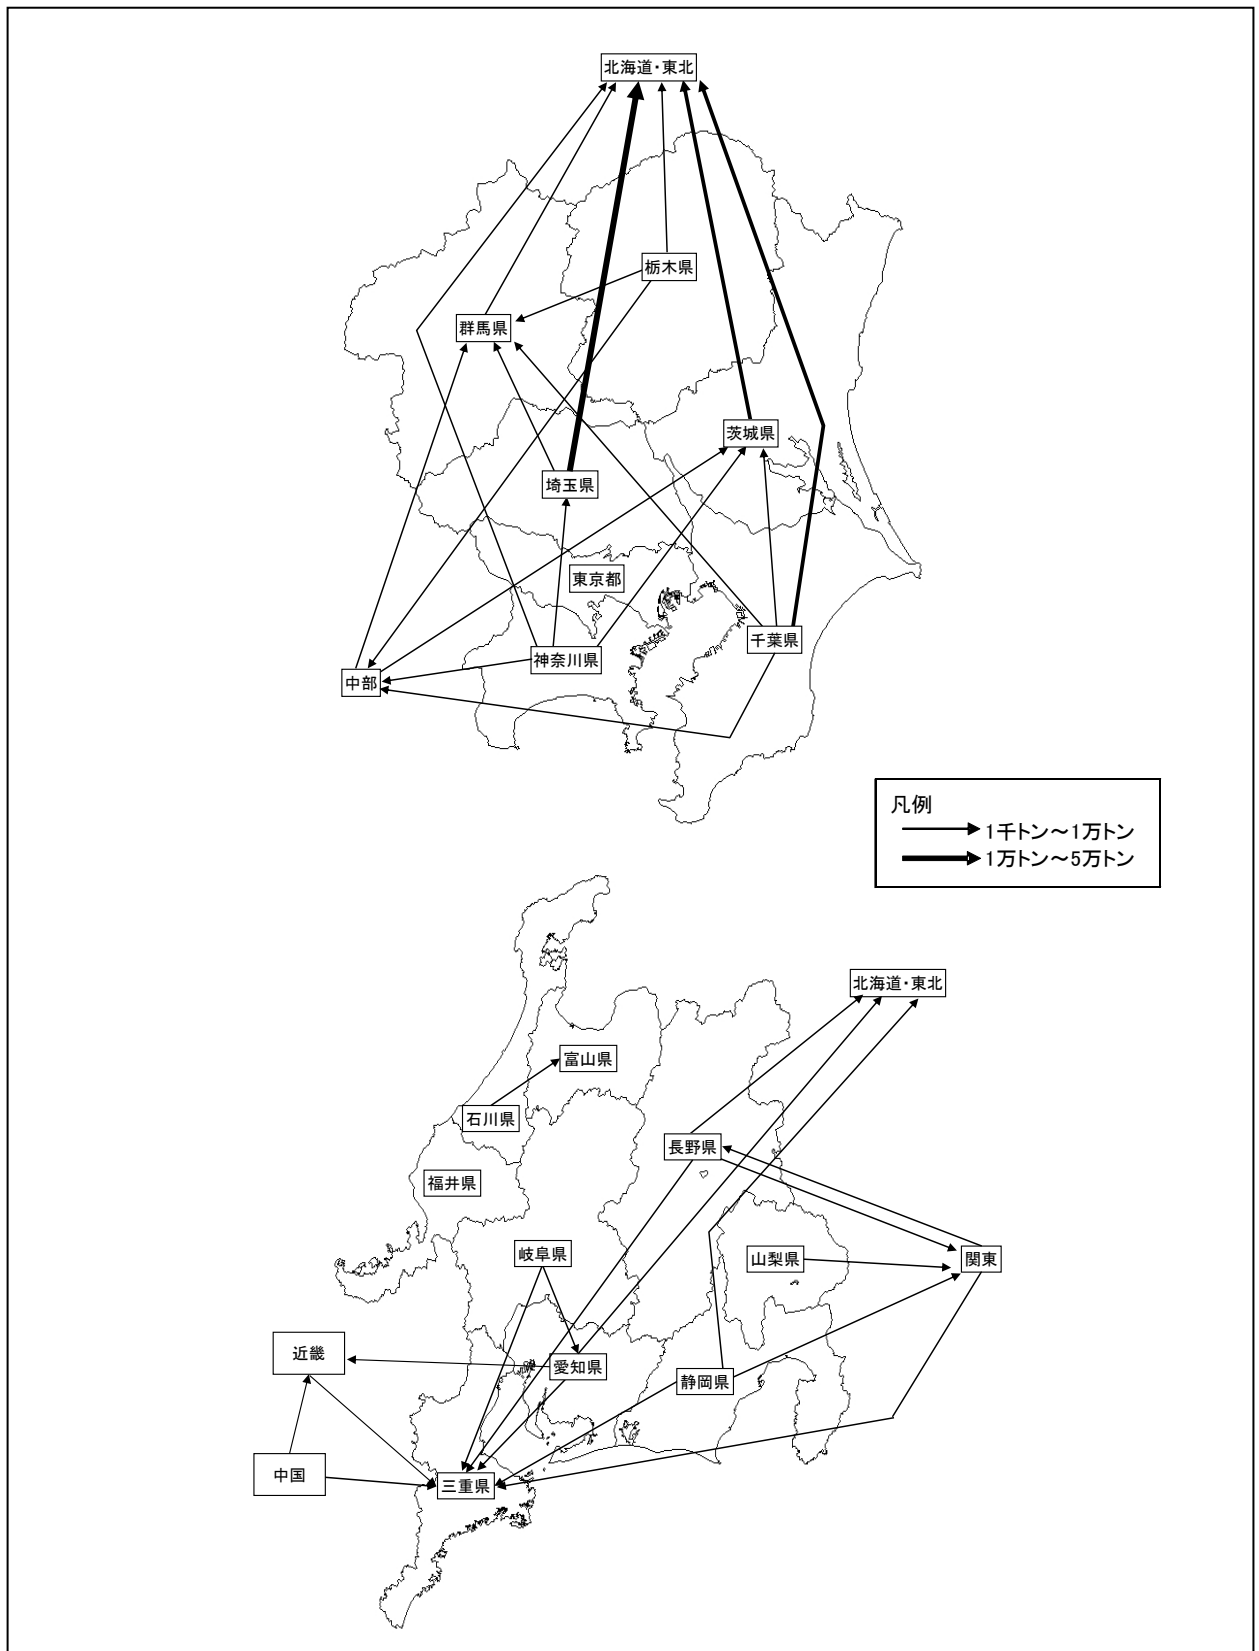 北海道・東北
栃木県
群馬県
茨城県
埼玉県
東京都
千葉県
神奈川県
中部
凡例
1千トン～1万トン
1万トン～5万トン
北海道・東北
富山県
石川県
長野県
福井県
岐阜県
山梨県
関東
近畿
愛知県
静岡県
中国
三重県